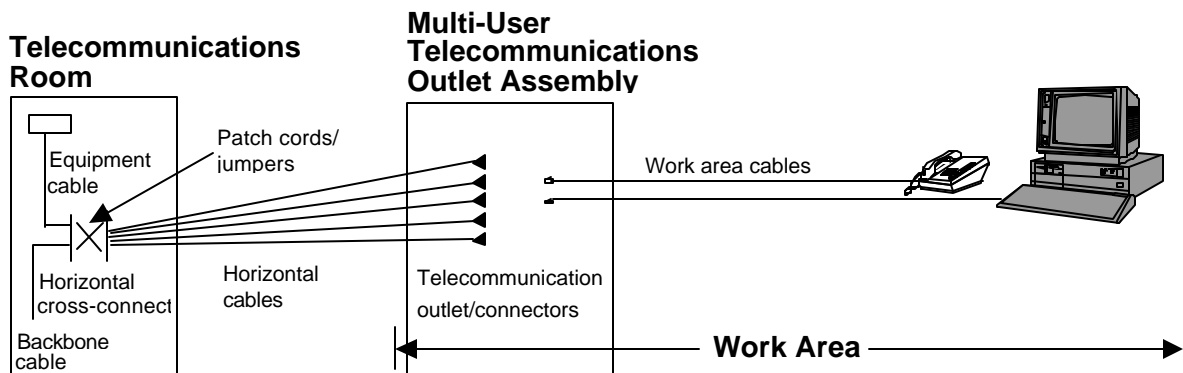 Telecommunications
Room
Multi-User
Telecommunications
Outlet Assembly
Equipment
cable
Patch cords/
jumpers
Work area cables
Horizontal
cross-connect
Horizontal
cables
Telecommunication
outlet/connectors
Backbone
cable
Work Area